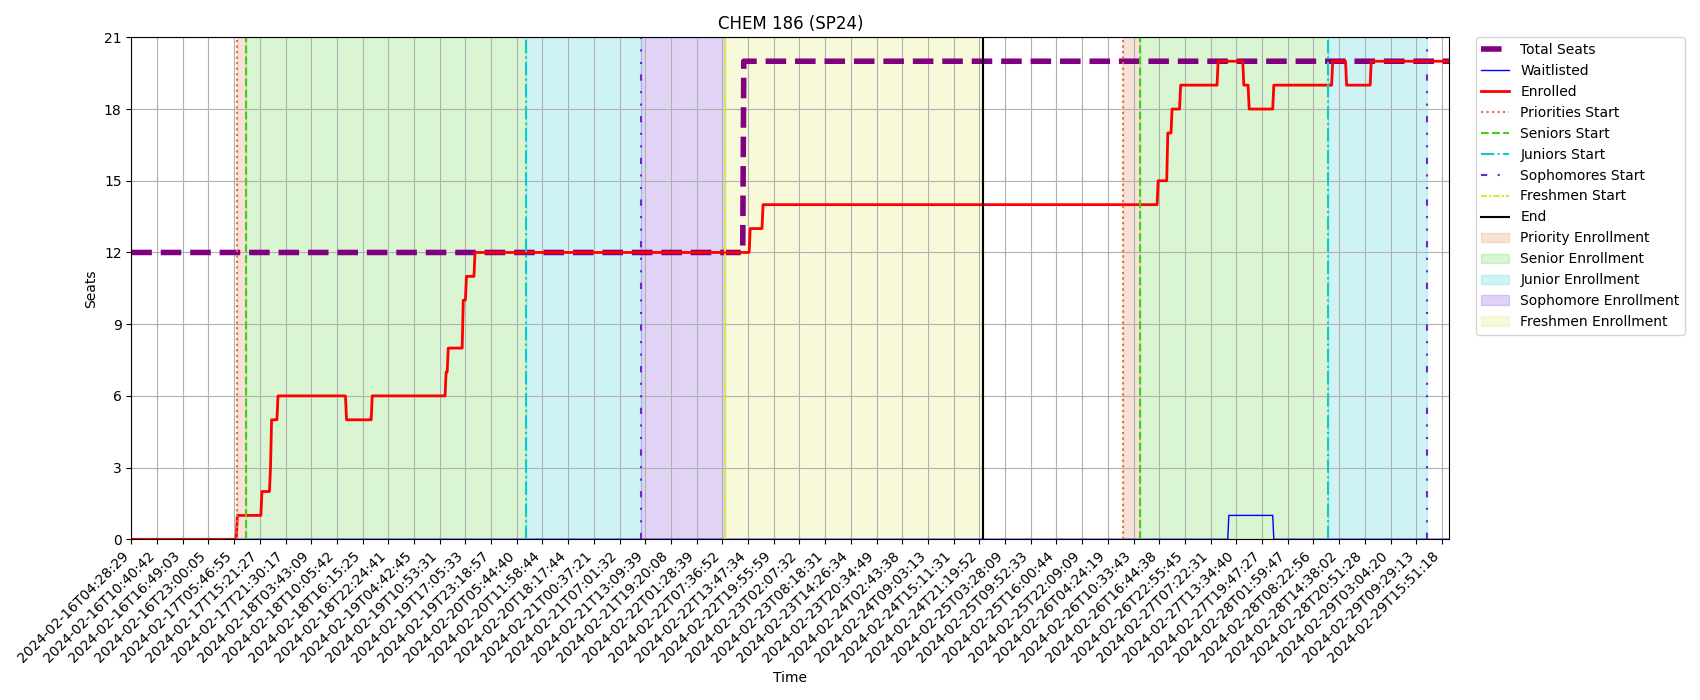 CHEM 186 (SP24)
21
18
15
12
9
6
3
0
Seats
2024-02-16T04:28:29
2024-02-16T10:40:42
2024-02-16T16:49:03
2024-02-16T23:00:05
2024-02-17T05:46:55
2024-02-17T15:21:27
2024-02-17T21:30:17
2024-02-18T03:43:09
2024-02-18T10:05:42
2024-02-18T16:15:25
2024-02-18T22:24:41
2024-02-19T04:42:45
2024-02-19T10:53:31
2024-02-19T17:05:33
2024-02-19T23:18:57
2024-02-20T05:44:40
2024-02-20T11:58:44
2024-02-20T18:17:44
2024-02-21T00:37:21
2024-02-21T07:01:32
2024-02-21T13:09:39
2024-02-21T19:20:08
2024-02-22T01:28:39
2024-02-22T07:36:52
2024-02-22T13:47:34
2024-02-22T19:55:59
2024-02-23T02:07:32
2024-02-23T08:18:31
2024-02-23T14:26:34
2024-02-23T20:34:49
2024-02-24T02:43:38
2024-02-24T09:03:13
2024-02-24T15:11:31
2024-02-24T21:19:52
2024-02-25T03:28:09
2024-02-25T09:52:33
2024-02-25T16:00:44
2024-02-25T22:09:09
2024-02-26T04:24:19
2024-02-26T10:33:43
2024-02-26T16:44:38
2024-02-26T22:55:45
2024-02-27T07:22:31
2024-02-27T13:34:40
2024-02-27T19:47:27
2024-02-28T01:59:47
2024-02-28T08:22:56
2024-02-28T14:38:02
2024-02-28T20:51:28
2024-02-29T03:04:20
2024-02-29T09:29:13
2024-02-29T15:51:18
Time
Total Seats
Waitlisted
Enrolled
Priorities Start
Seniors Start
Juniors Start
Sophomores Start
Freshmen Start
End
Priority Enrollment
Senior Enrollment
Junior Enrollment
Sophomore Enrollment
Freshmen Enrollment